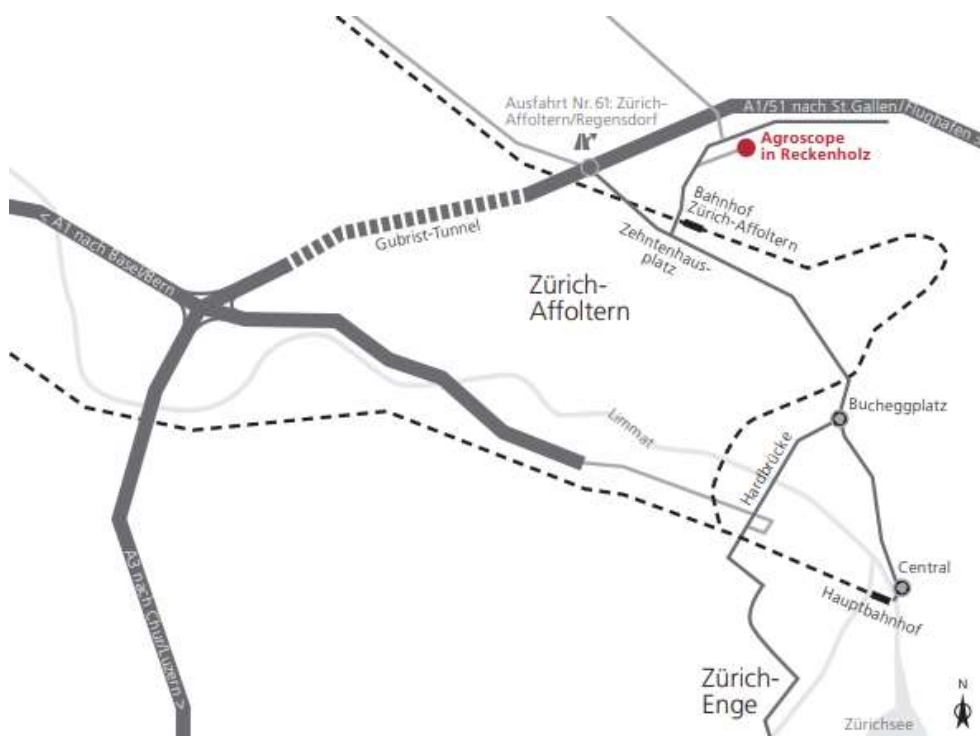 Ausfahrt Nr. 61: Zürich-
Affoltern/Regensdorf
A1/51 nach St.Gallen/Flughafen >
Agroscope
in Reckenholz
Bahnhof
Zürich-Affoltern
Gubrist-Tunnel
Zehntenhaus-
platz
< A1 nach Basel/Bern
Zürich-
Affoltern
Bucheggplatz
Limmat
Hardbrücke
Central
Hauptbahnhof
A3 nach Chur/Luzern >
Zürich-
Enge
N
Zürichsee